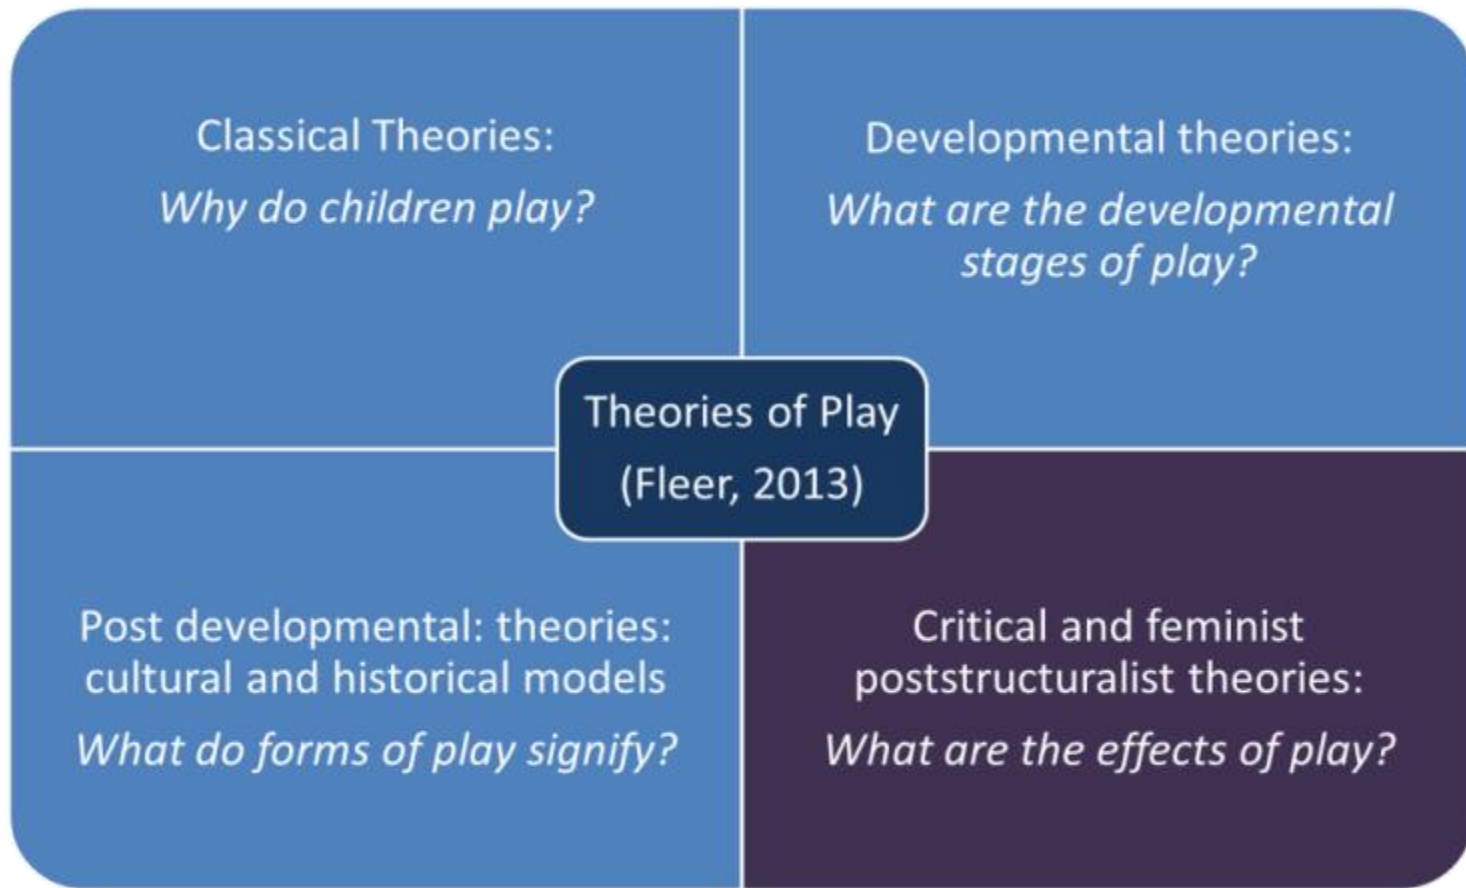 Classical Theories:
Why do children play?
Developmental theories:
What are the developmental
stages of play?
Theories of Play
(Fleer, 2013)
Post developmental: theories:
cultural and historical models
What do forms of play signify?
Critical and feminist
poststructuralist theories:
What are the effects of play?